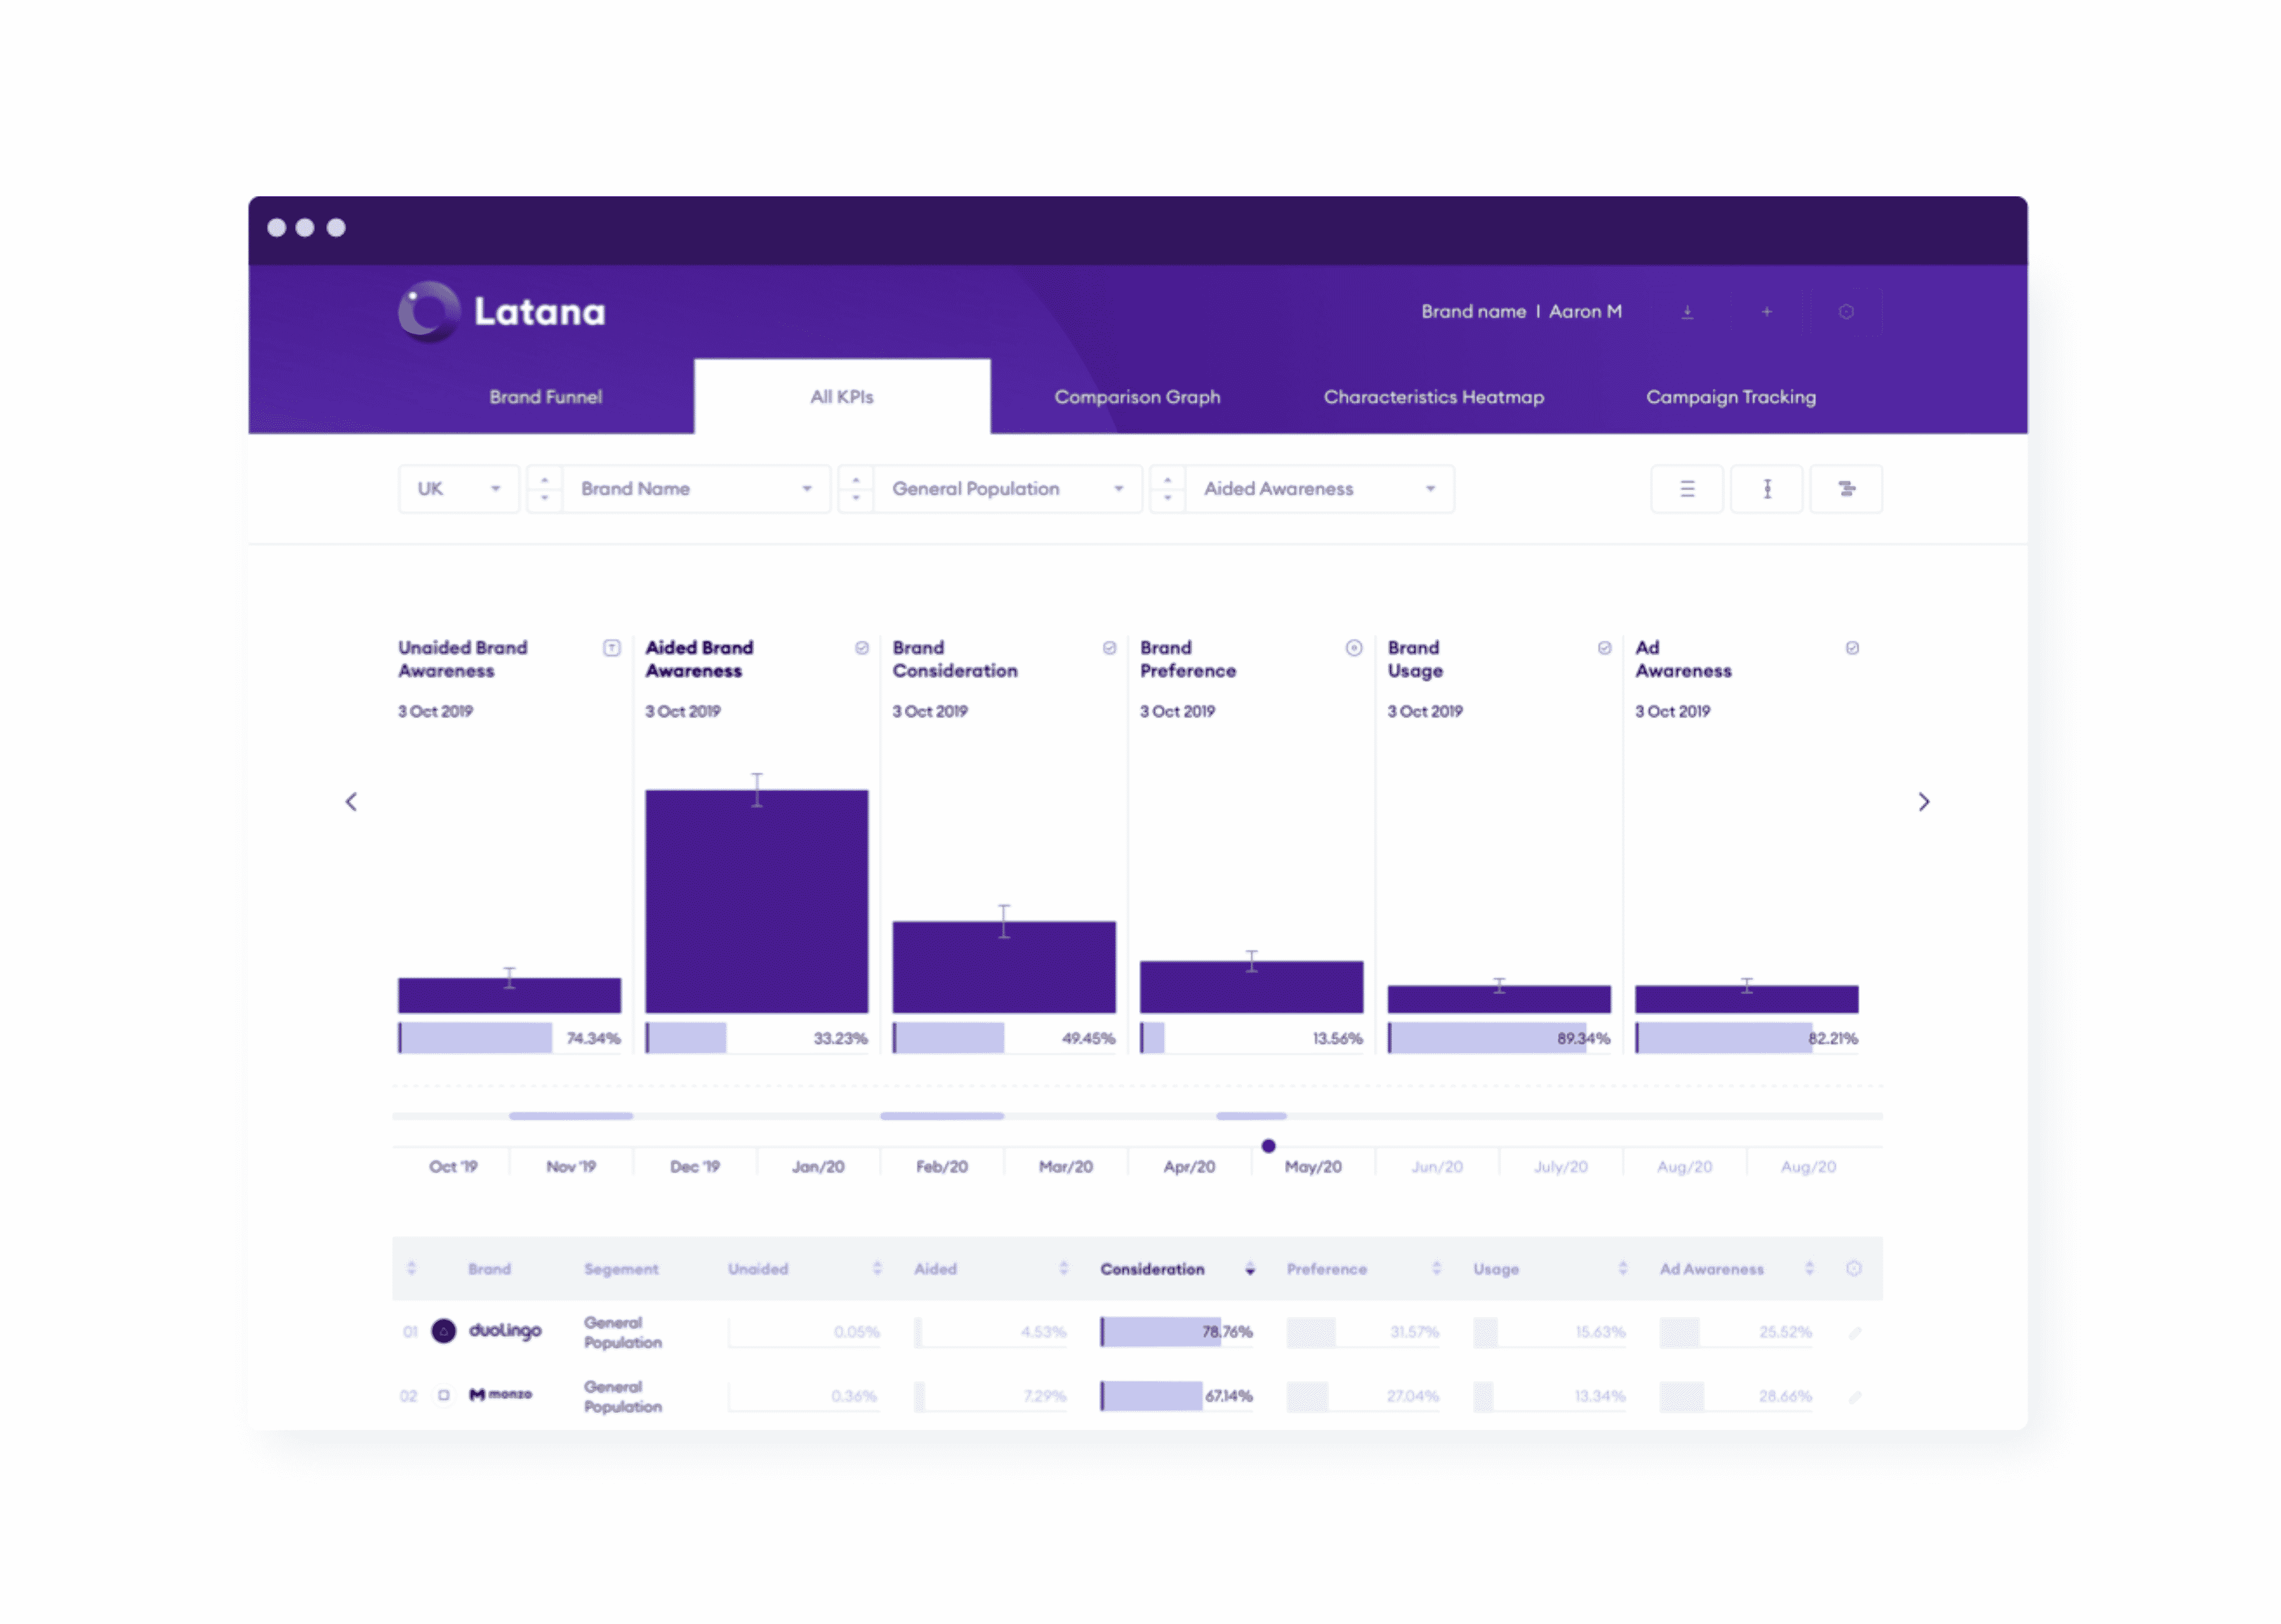 Latana
Brand name | Aaron M
Brand Funnel
All KPIs
Comparison Graph
Characteristics Heatmap
Campaign Tracking
UK
Brand Name
General Population
Aided Awareness
Unaided Brand
Awareness
3 Oct 2019
Aided Brand
Awareness
3 Oct 2019
Brand
Consideration
3 Oct 2019
Brand
Preference
3 Oct 2019
Brand
Usage
3 Oct 2019
Ad
Awareness
3 Oct 2019
74.34%
33.23%
49.45%
13.56%
89.34%
82.21%
Oct '19
Nov '19
Dec '19
Jan/20
Feb/20
Mar/20
Apr/20
May/20
Jun/20
July/20
Aug/20
Aug/20
Brand
Segement
Unaided
Aided
Consideration
Preference
Usage
Ad Awareness
01
duolingo
General
Population
0.05%
4.53%
78.76%
31.57%
15.63%
25.52%
02
monzo
General
Population
0.36%
7.29%
67.14%
27.04%
13.34%
28.66%